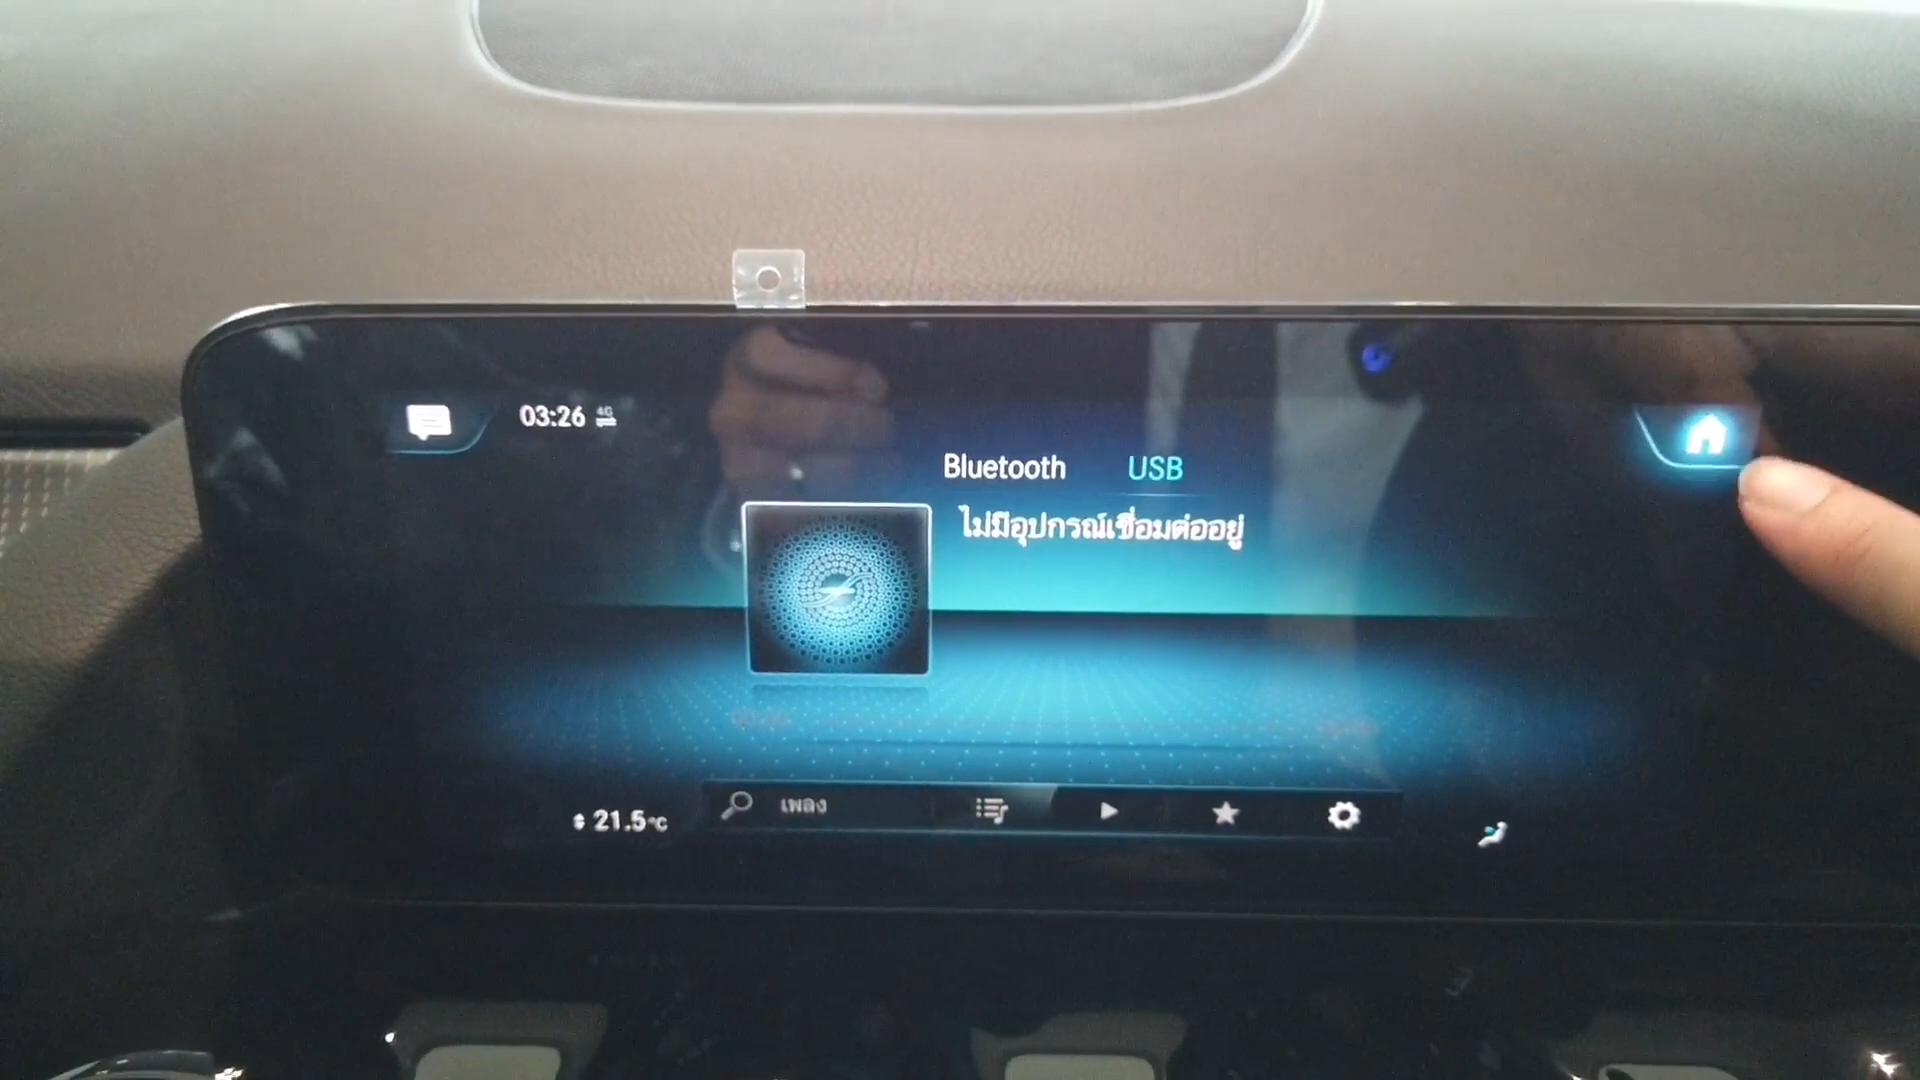 03:26 4G
Bluetooth USB
ไม่มีอุปกรณ์เชื่อมต่ออยู่
21.5°C
เพลง